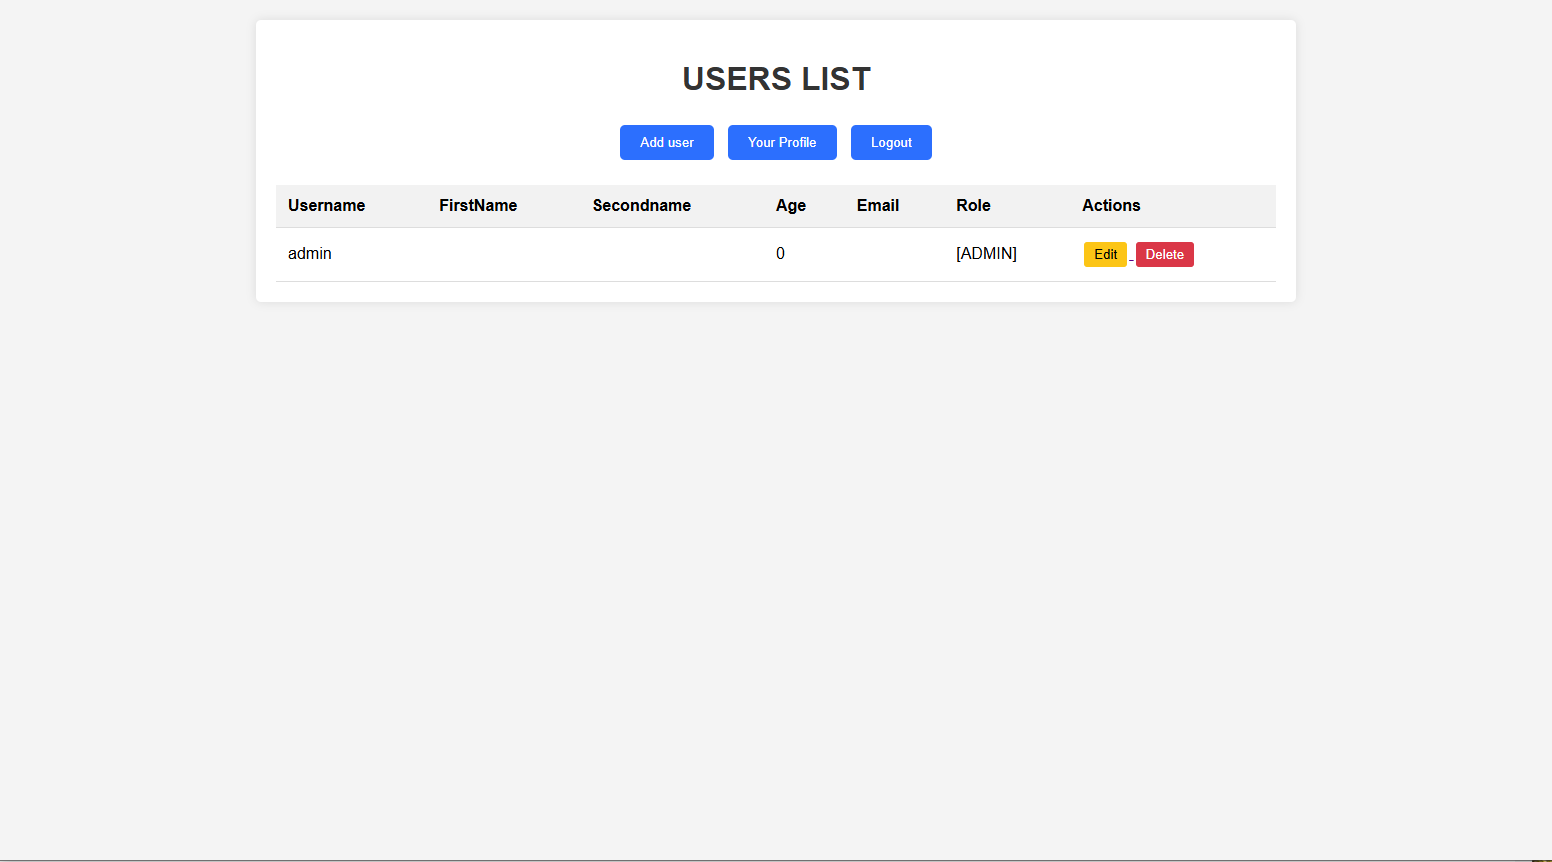 USERS LIST
Add user Your Profile Logout
Username FirstName Secondname Age Email Role Actions
admin 0 [ADMIN] Edit Delete